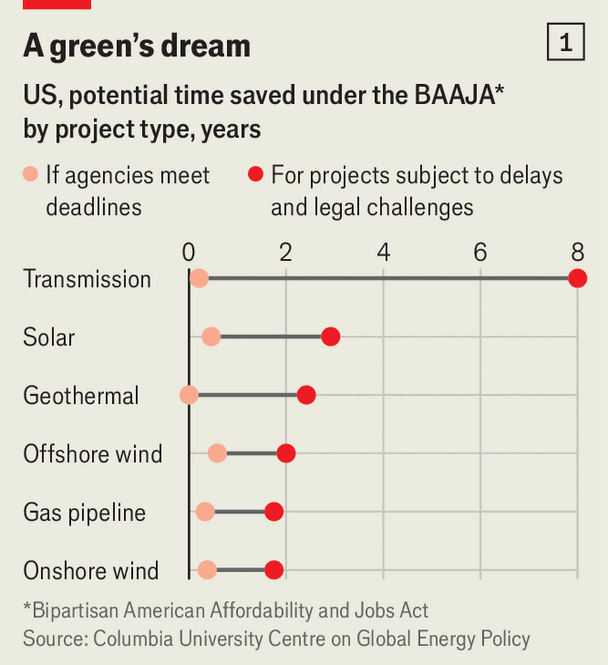 A green's dream
1
US, potential time saved under the BAAJA*
by project type, years
If agencies meet
deadlines
For projects subject to delays
and legal challenges
0 2 4 6 8
Transmission
Solar
Geothermal
Offshore wind
Gas pipeline
Onshore wind
*Bipartisan American Affordability and Jobs Act
Source: Columbia University Centre on Global Energy Policy